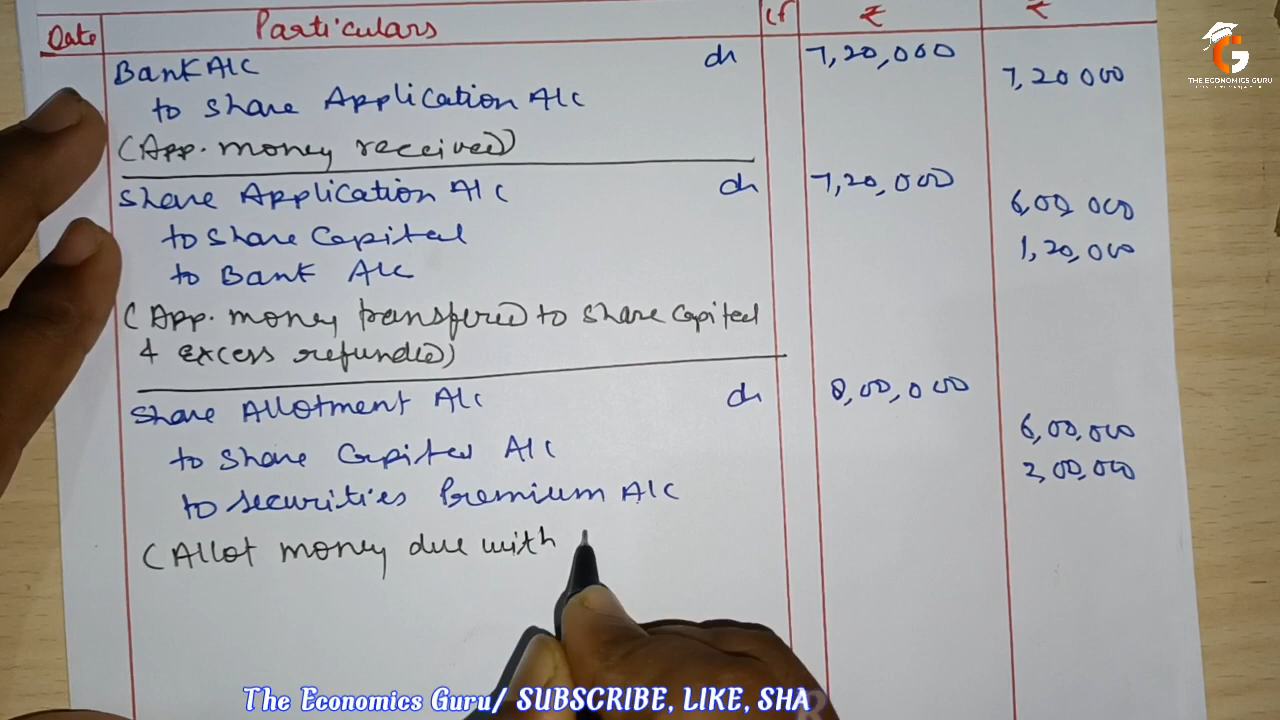 Date Particulars Lf ₹ ₹
Bank A/c dr 7,20,000
7,20 000
to Share Application A/c
(App. money received)
Share Application A/c dr 7,20,000
6,00 000
to Share Capital
1,20,000
to Bank A/c
(App. money transfered to Share Capital
& excess refunded)
Share Allotment A/c dr 8,00,000
6,00,000
to Share Capital A/c
2,00,000
to Securities Premium A/c
(Allot money due with
THE ECONOMICS GURU
The Economics Guru/ SUBSCRIBE, LIKE, SHAR